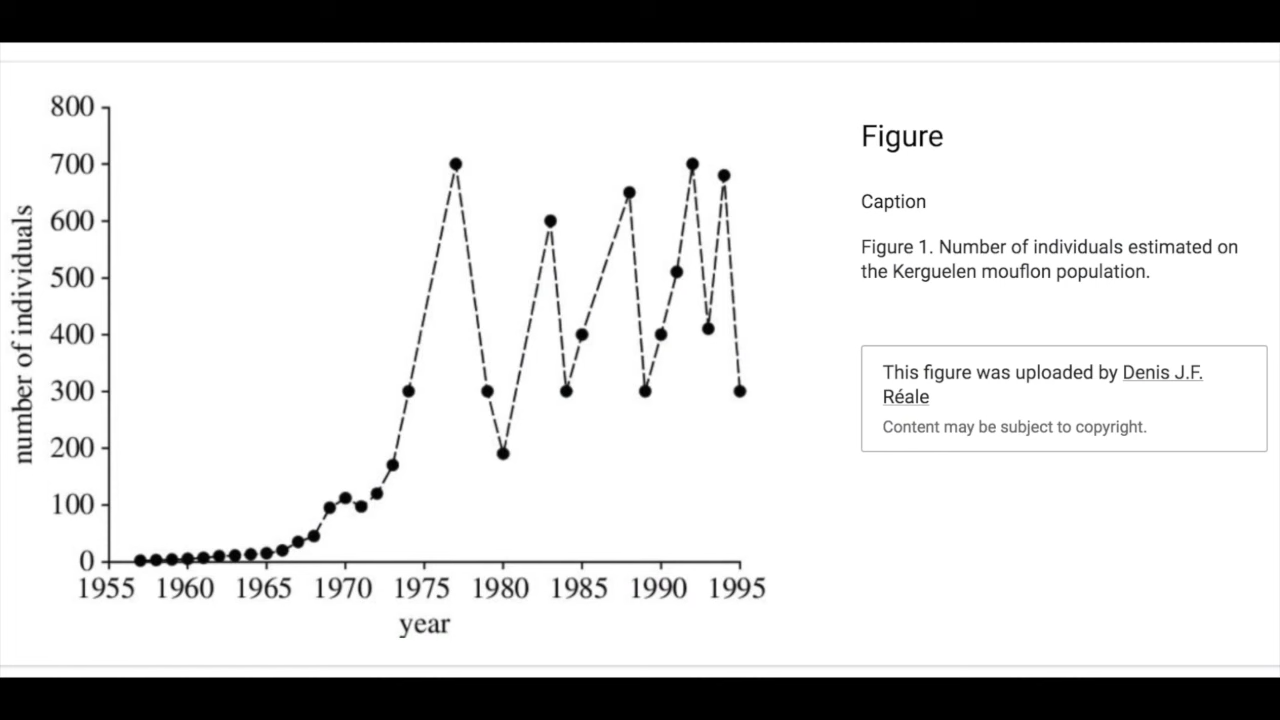 800
700
600
500
400
300
200
100
0
number of individuals
1955 1960 1965 1970 1975 1980 1985 1990 1995
year
Figure
Caption
Figure 1. Number of individuals estimated on
the Kerguelen mouflon population.
This figure was uploaded by Denis J.F.
Réale
Content may be subject to copyright.